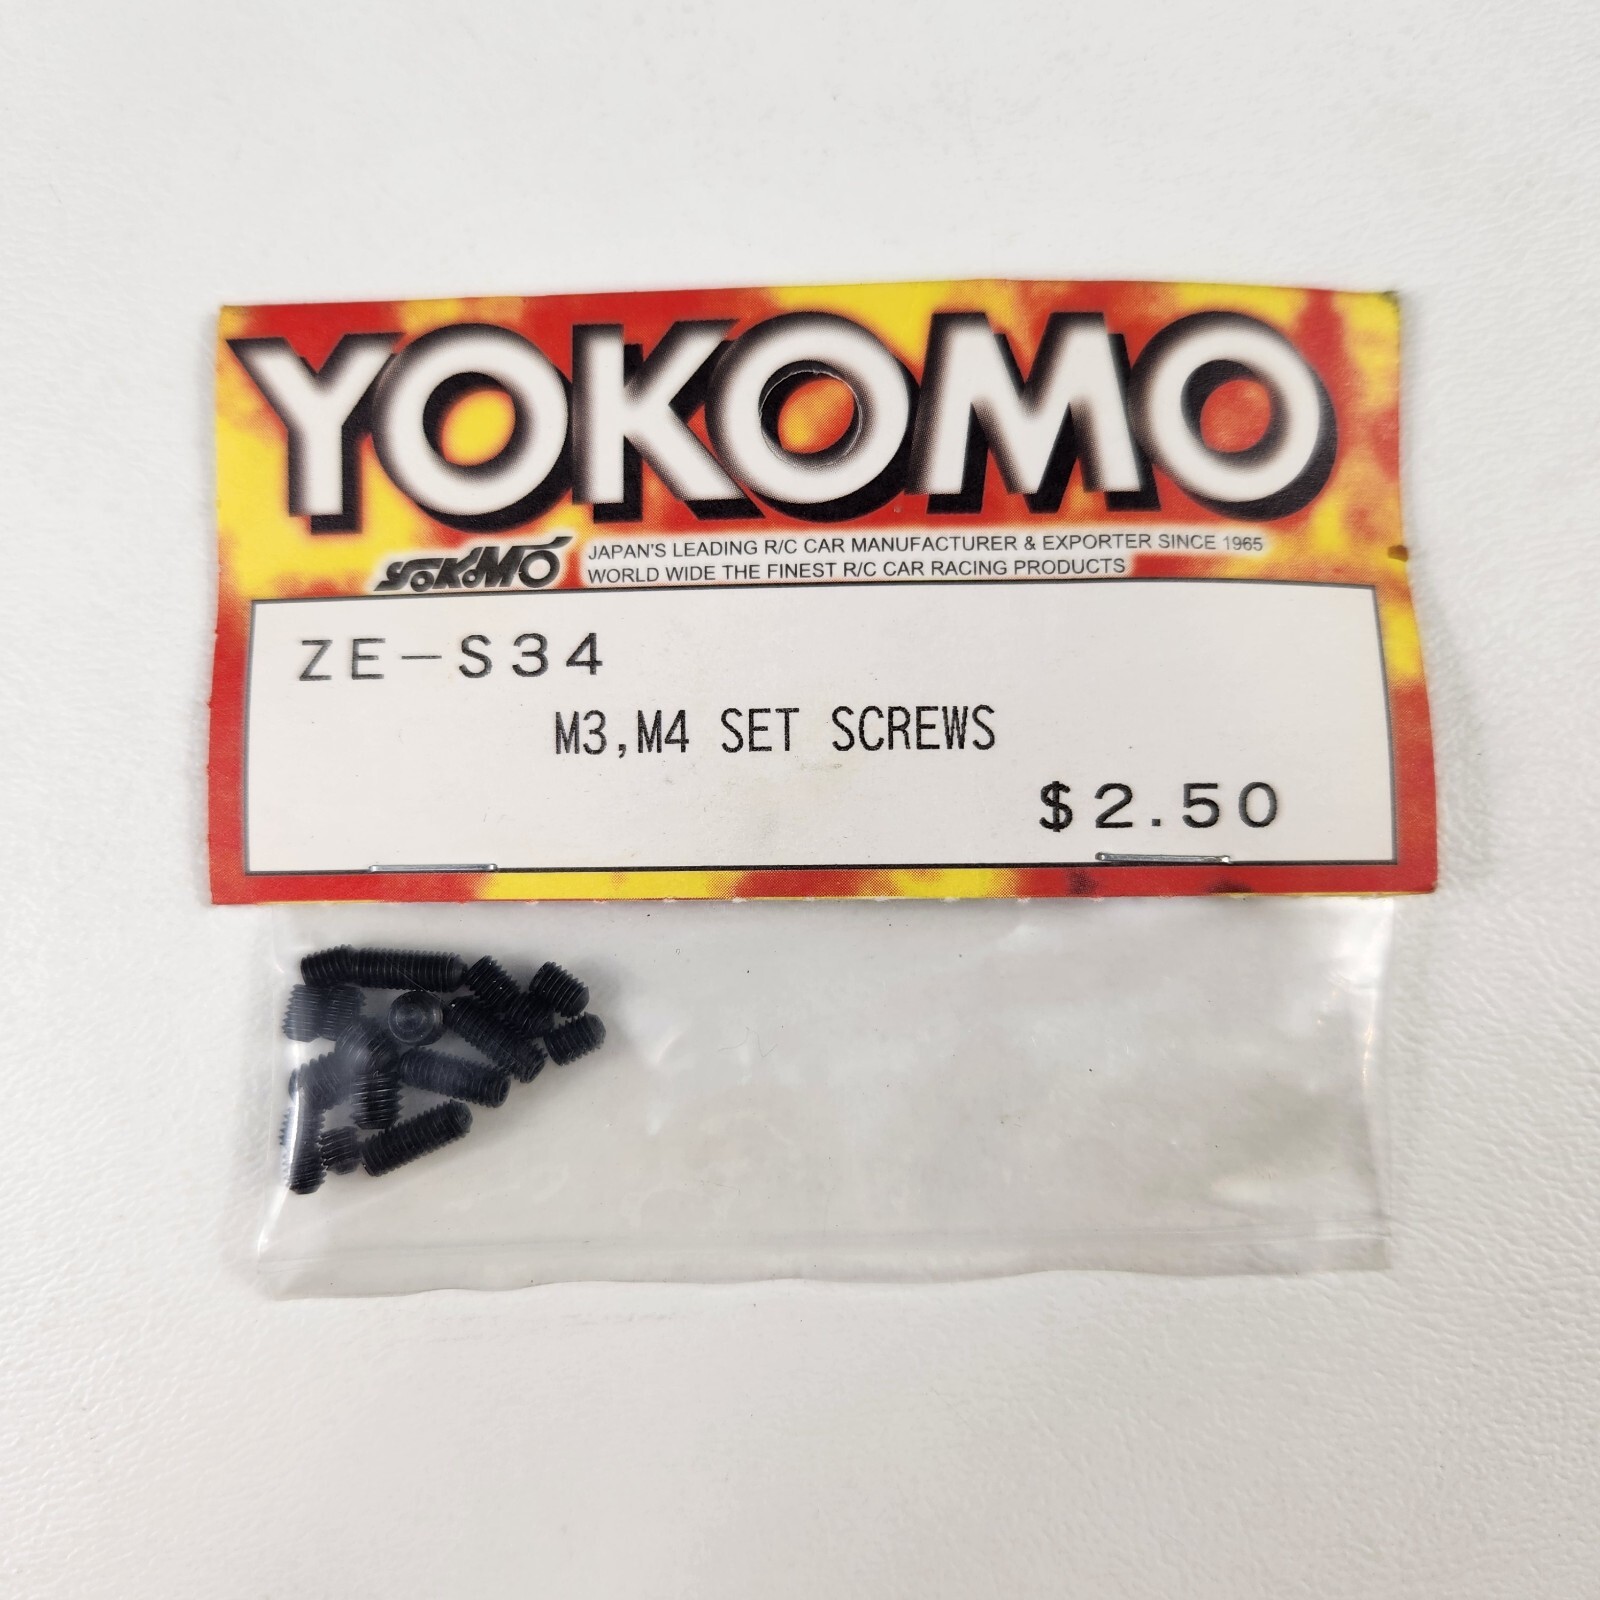 YOKOMO
YOKOMO
JAPAN'S LEADING R/C CAR MANUFACTURER & EXPORTER SINCE 1965
WORLD WIDE THE FINEST R/C CAR RACING PRODUCTS
ZE-S34
M3,M4 SET SCREWS
$2.50